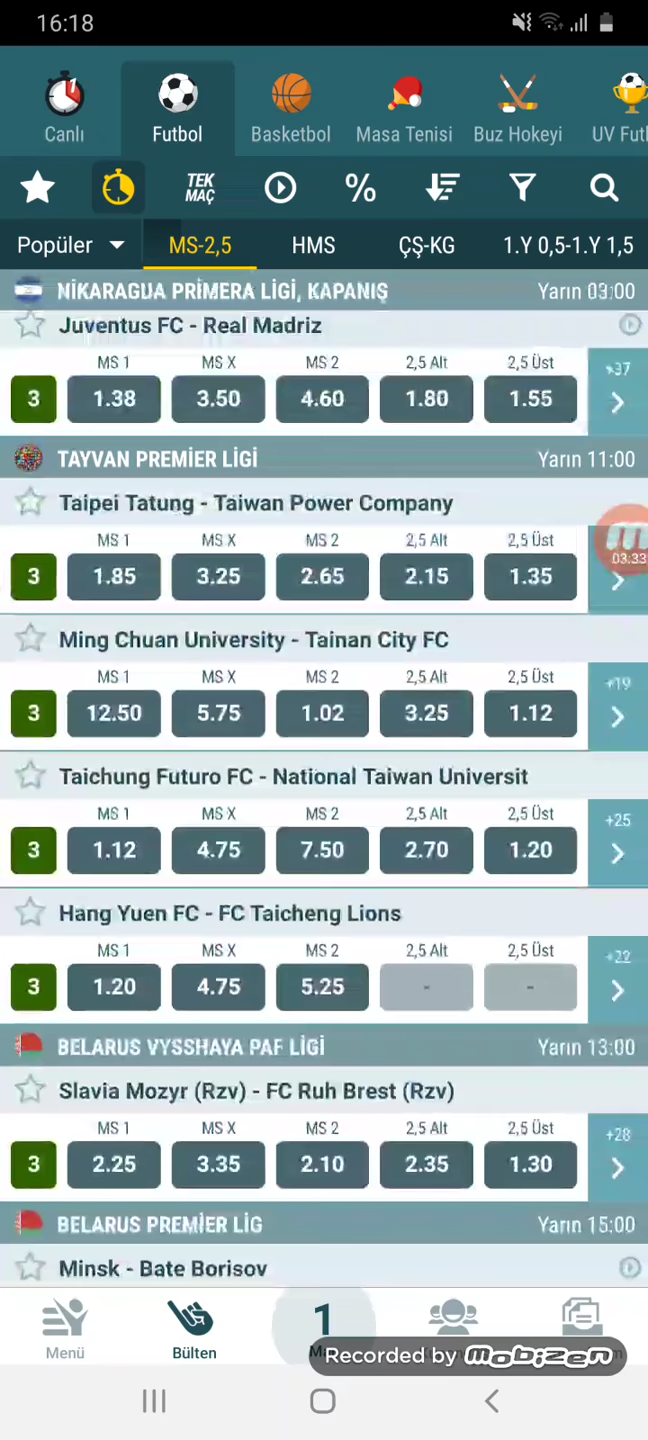 16:18
Canlı Futbol Basketbol Masa Tenisi Buz Hokeyi UV Fut
TEK MAÇ %
Popüler MS-2,5 HMS ÇŞ-KG 1.Y 0,5-1.Y 1,5
NİKARAGUA PRİMERA LİGİ, KAPANIŞ Yarın 03:00
Juventus FC - Real Madriz
MS 1 MS X MS 2 2,5 Alt 2,5 Üst +37
3 1.38 3.50 4.60 1.80 1.55
TAYVAN PREMİER LİGİ Yarın 11:00
Taipei Tatung - Taiwan Power Company
MS 1 MS X MS 2 2,5 Alt 2,5 Üst
03:33
3 1.85 3.25 2.65 2.15 1.35
Ming Chuan University - Tainan City FC
MS 1 MS X MS 2 2,5 Alt 2,5 Üst +19
3 12.50 5.75 1.02 3.25 1.12
Taichung Futuro FC - National Taiwan Universit
MS 1 MS X MS 2 2,5 Alt 2,5 Üst +25
3 1.12 4.75 7.50 2.70 1.20
Hang Yuen FC - FC Taicheng Lions
MS 1 MS X MS 2 2,5 Alt 2,5 Üst +22
3 1.20 4.75 5.25 - -
BELARUS VYSSHAYA PAF LİGİ Yarın 13:00
Slavia Mozyr (Rzv) - FC Ruh Brest (Rzv)
MS 1 MS X MS 2 2,5 Alt 2,5 Üst +28
3 2.25 3.35 2.10 2.35 1.30
BELARUS PREMİER LİG Yarın 15:00
Minsk - Bate Borisov
1
Menü Bülten
Recorded by mobizen